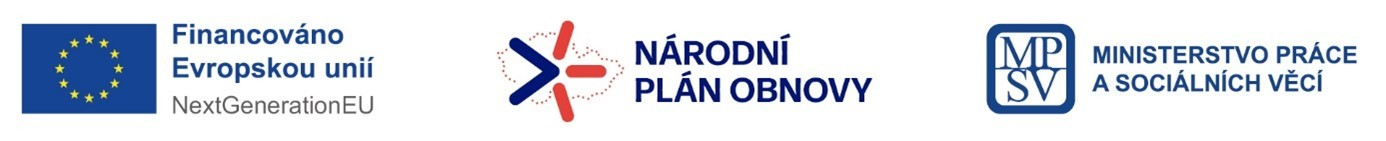 Financováno
Evropskou unií
NextGenerationEU
NÁRODNÍ
PLÁN OBNOVY
MP
SV
MINISTERSTVO PRÁCE
A SOCIÁLNÍCH VĚCÍ